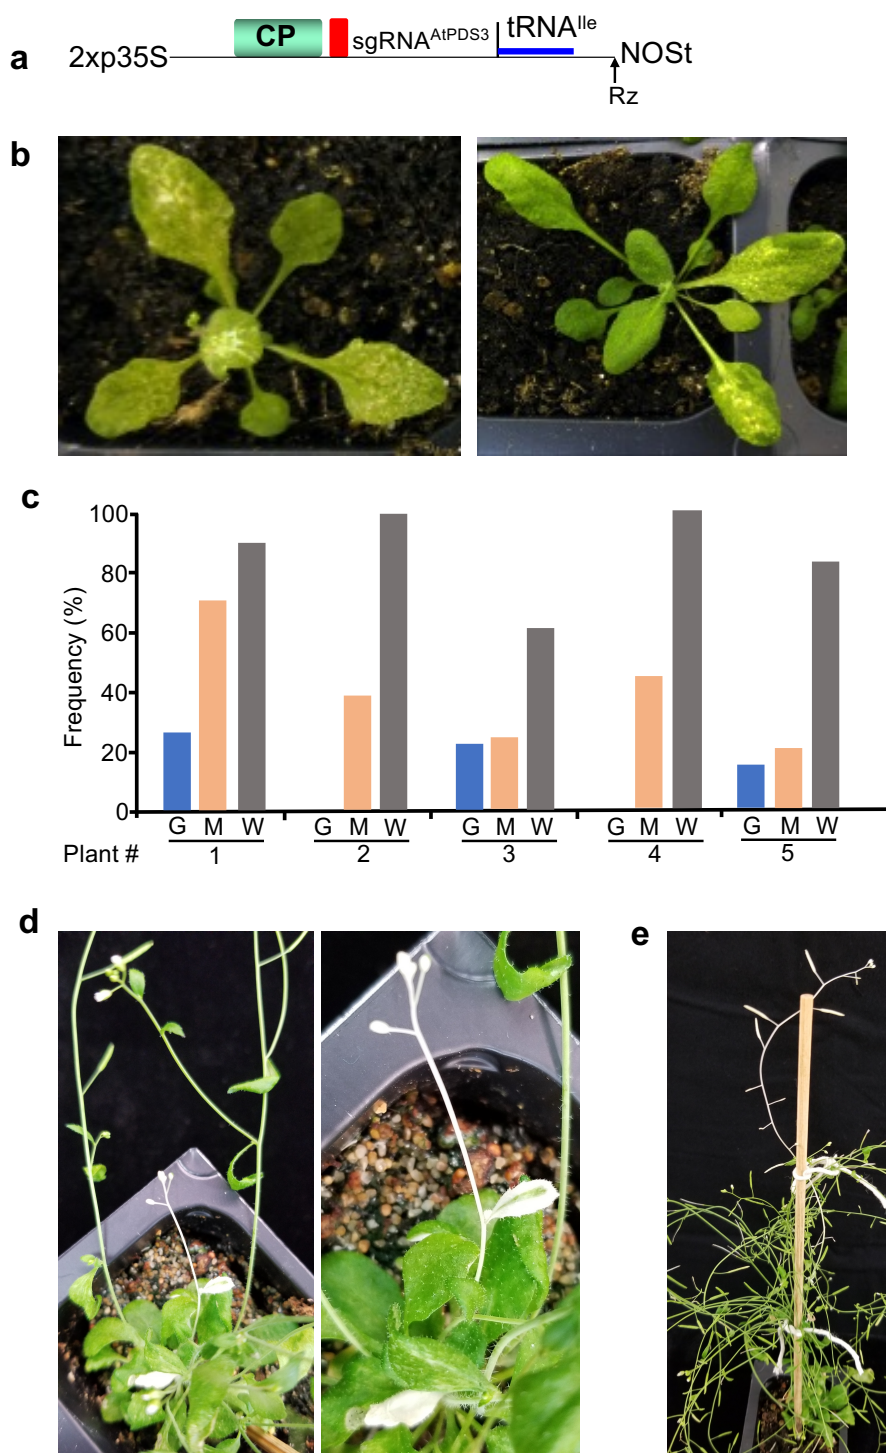 a
2xp35S
CP
sgRNA^AtPDS3
tRNA^Ile
NOSt
Rz
b
c
Frequency (%)
100
80
60
40
20
0
G M W G M W G M W G M W G M W
Plant # 1 2 3 4 5
d
e